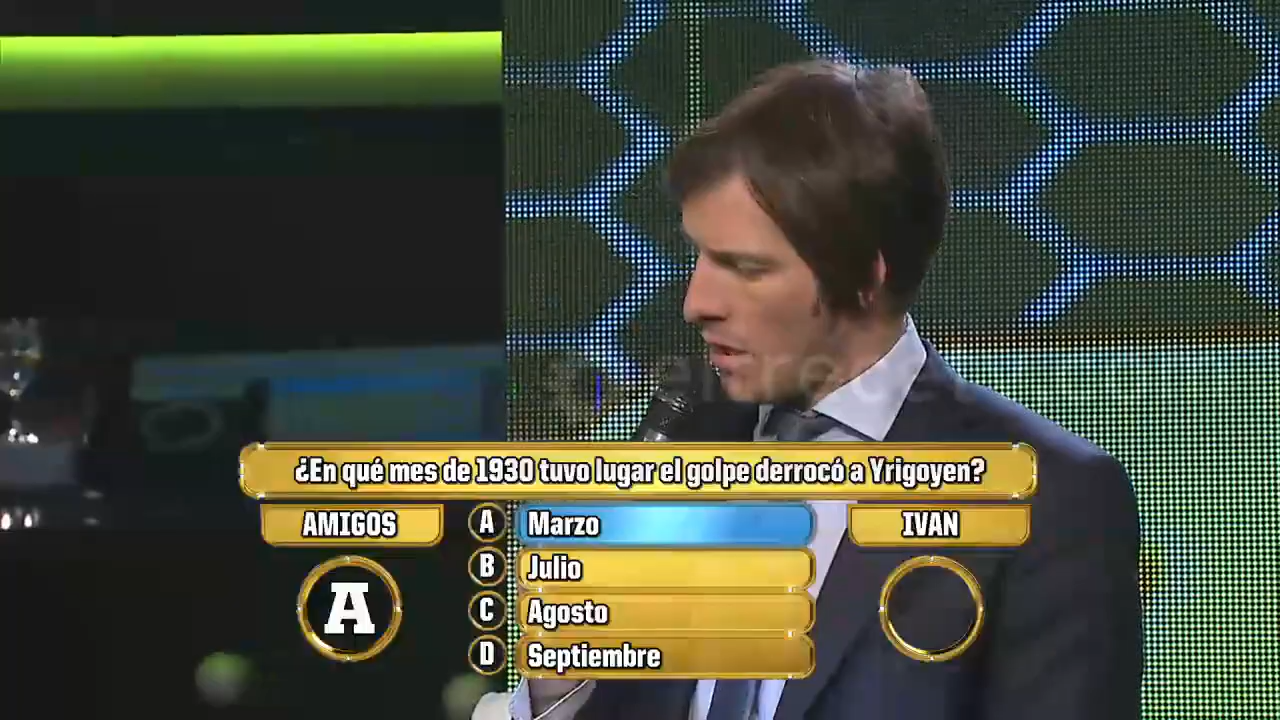 ¿En qué mes de 1930 tuvo lugar el golpe derrocó a Yrigoyen?
AMIGOS
A Marzo
IVAN
B Julio
A
C Agosto
D Septiembre